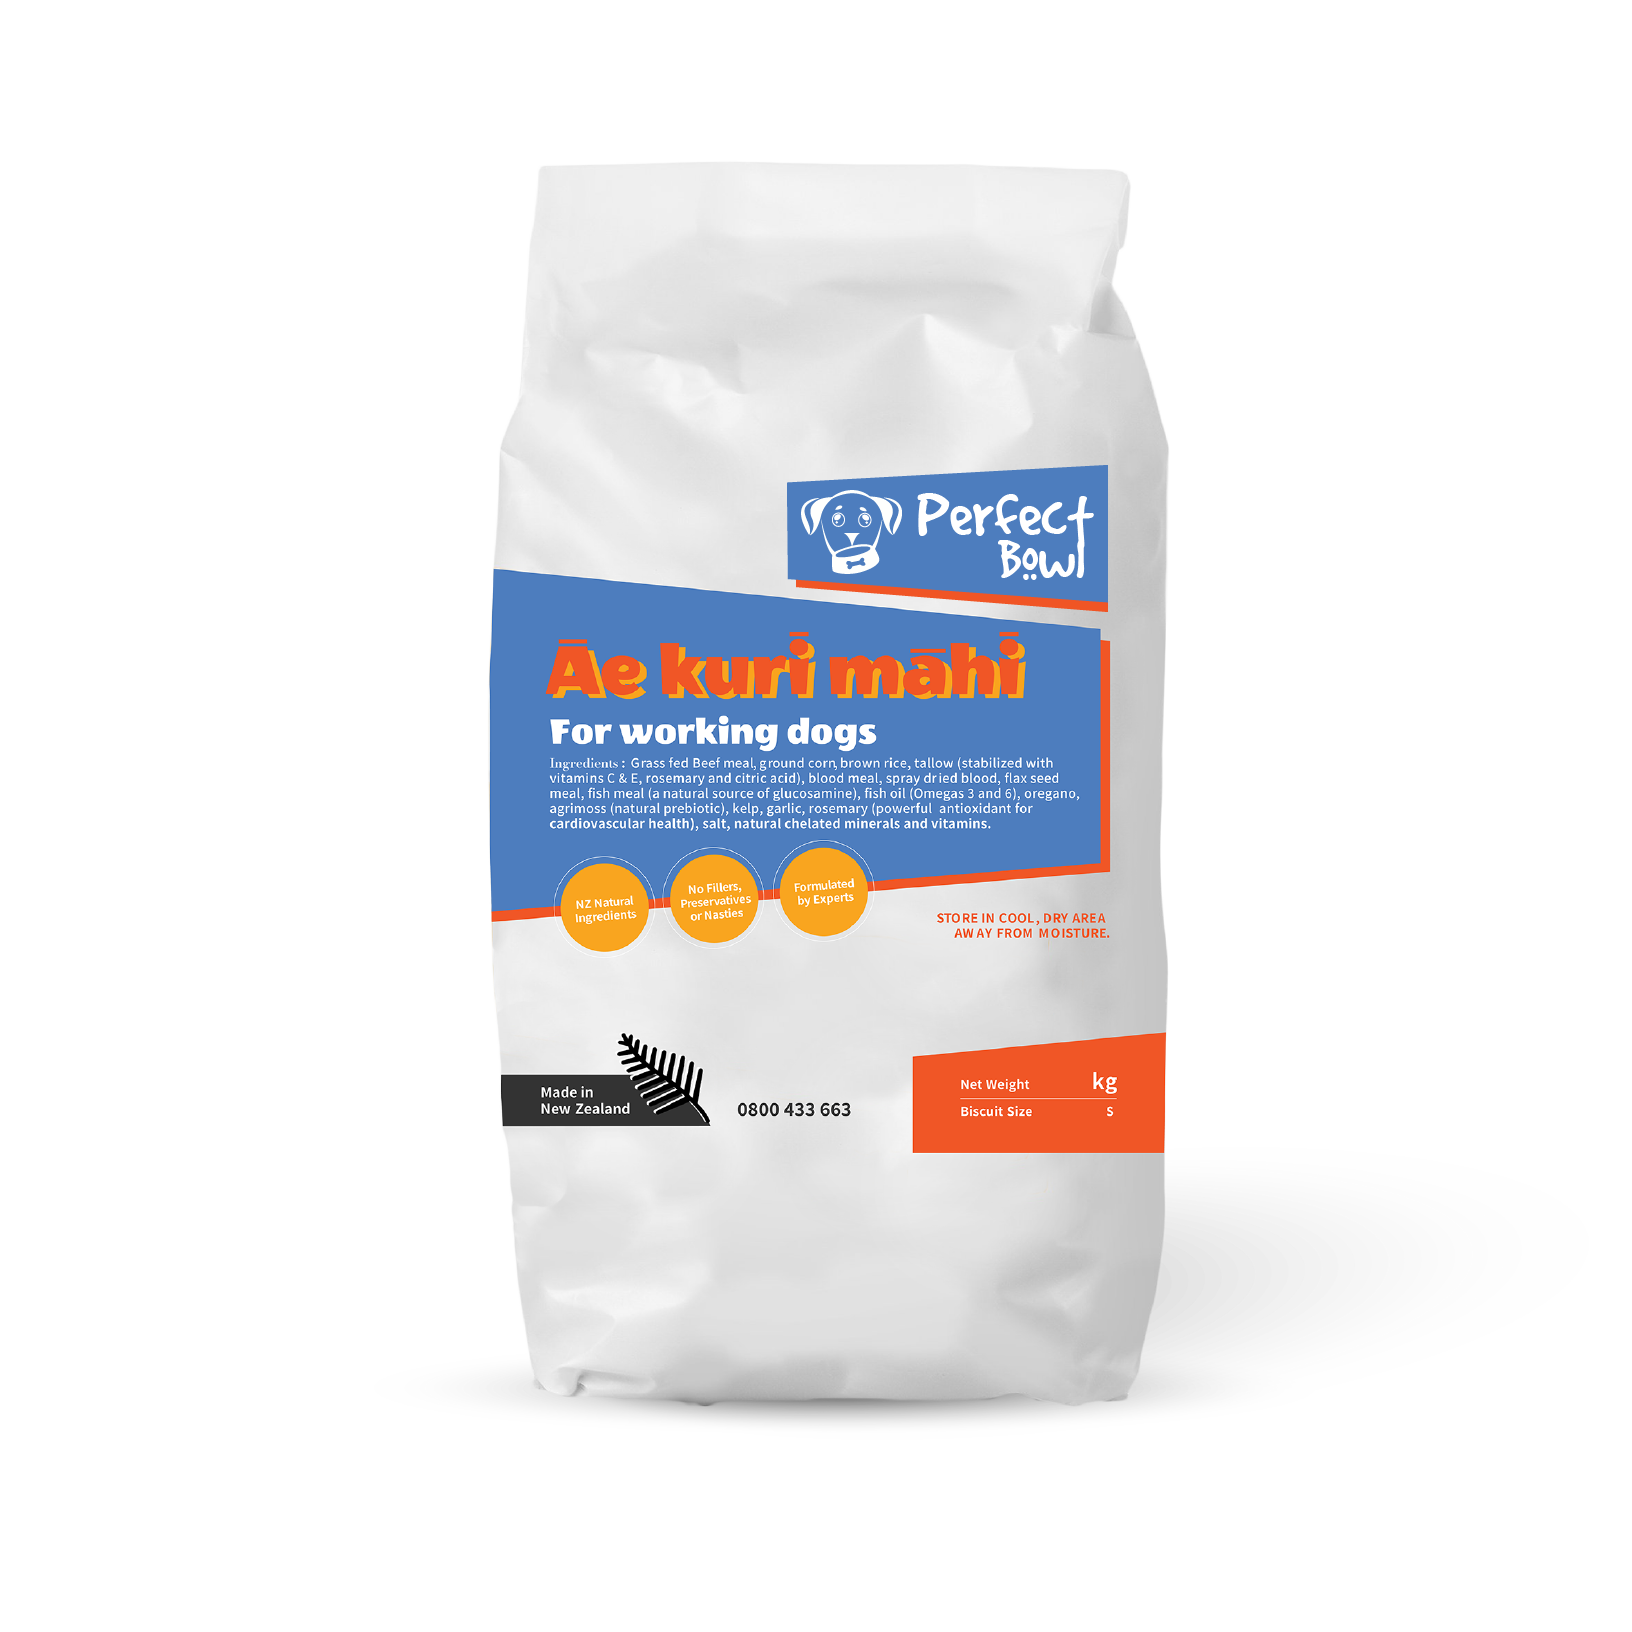 Perfect
Bowl
Āe kurī māhī
For working dogs
Ingredients : Grass fed Beef meal, ground corn, brown rice, tallow (stabilized with
vitamins C & E, rosemary and citric acid), blood meal, spray dried blood, flax seed
meal, fish meal (a natural source of glucosamine), fish oil (Omegas 3 and 6), oregano,
agrimoss (natural prebiotic), kelp, garlic, rosemary (powerful antioxidant for
cardiovascular health), salt, natural chelated minerals and vitamins.
NZ Natural
Ingredients
No Fillers,
Preservatives
or Nasties
Formulated
by Experts
STORE IN COOL, DRY AREA
AWAY FROM MOISTURE.
Made in
New Zealand
0800 433 663
Net Weight kg
Biscuit Size S